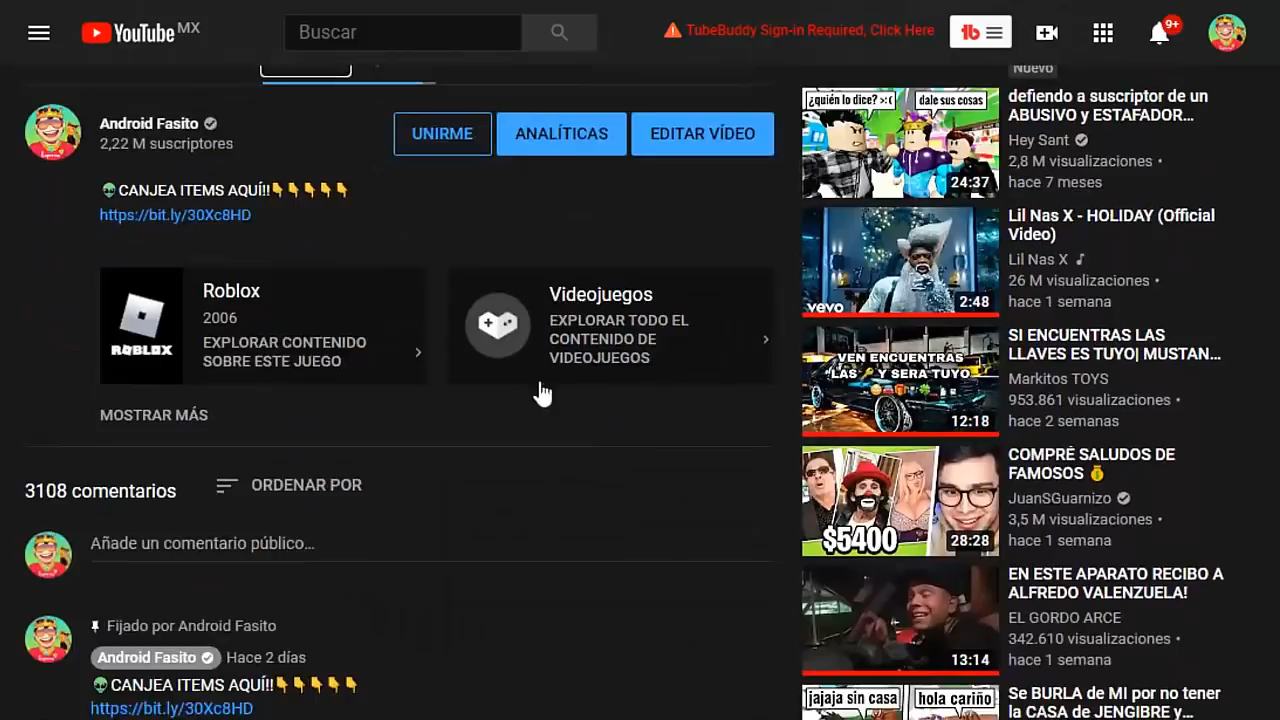 YouTube MX
Buscar
TubeBuddy Sign-in Required, Click Here
tb
9+
Android Fasito
2,22 M suscriptores
UNIRME
ANALÍTICAS
EDITAR VÍDEO
👽CANJEA ITEMS AQUÍ!!👇👇👇👇👇
https://bit.ly/30Xc8HD
ROBLOX
Roblox
2006
EXPLORAR CONTENIDO
SOBRE ESTE JUEGO
Videojuegos
EXPLORAR TODO EL
CONTENIDO DE
VIDEOJUEGOS
MOSTRAR MÁS
3108 comentarios
ORDENAR POR
Añade un comentario público...
Fijado por Android Fasito
Android Fasito
Hace 2 días
👽CANJEA ITEMS AQUÍ!!👇👇👇👇👇
https://bit.ly/30Xc8HD
Nuevo
¿quién lo dice? >:(
dale sus cosas
24:37
defiendo a suscriptor de un
ABUSIVO y ESTAFADOR...
Hey Sant
2,8 M visualizaciones •
hace 7 meses
vevo
2:48
Lil Nas X - HOLIDAY (Official
Video)
Lil Nas X
26 M visualizaciones •
hace 1 semana
VEN ENCUENTRAS
"LAS 🔑 Y SERA TUYO
12:18
SI ENCUENTRAS LAS
LLAVES ES TUYO| MUSTAN...
Markitos TOYS
953.861 visualizaciones •
hace 2 semanas
$5400
28:28
COMPRÉ SALUDOS DE
FAMOSOS 💰
JuanSGuarnizo
3,5 M visualizaciones •
hace 1 semana
13:14
EN ESTE APARATO RECIBO A
ALFREDO VALENZUELA!
EL GORDO ARCE
342.610 visualizaciones •
hace 1 semana
jajaja sin casa
hola cariño
Se BURLA de MI por no tener
la CASA de JENGIBRE y...